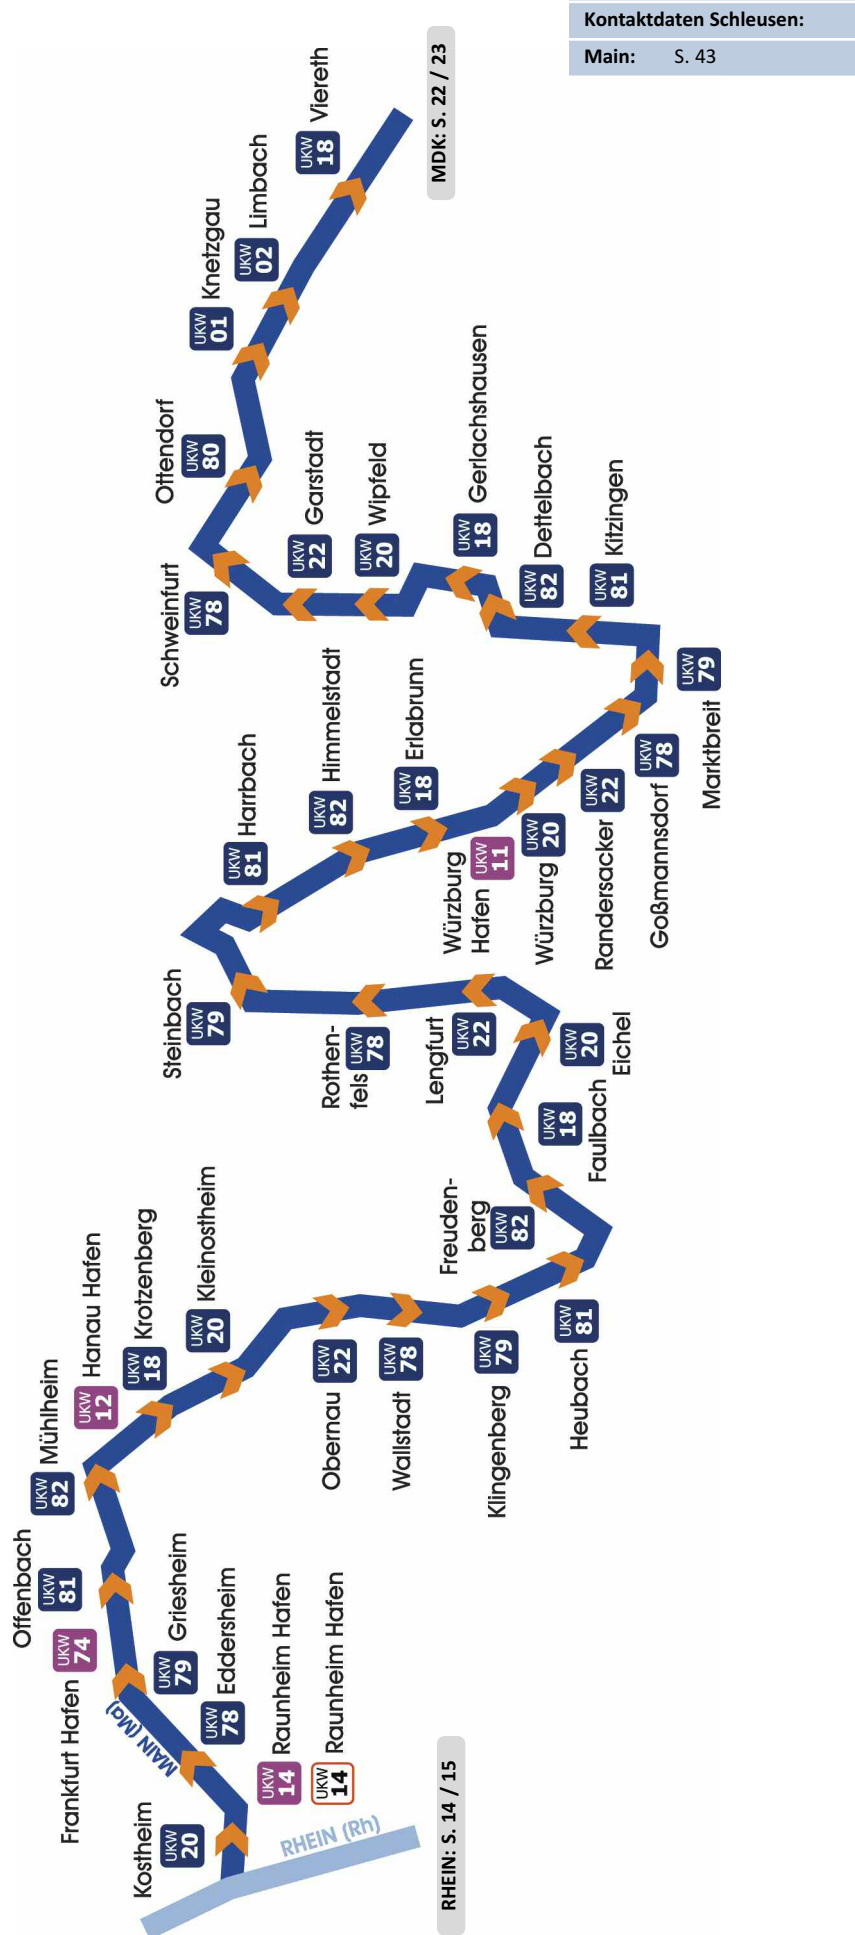 Kontaktdaten Schleusen:
Main: S. 43
MDK: S. 22 / 23
Viereth
UKW
18
Limbach
UKW
02
Knetzgau
UKW
01
Ottendorf
UKW
80
Schweinfurt
UKW
78
Garstadt
UKW
22
Wipfeld
UKW
20
Gerlachshausen
UKW
18
Dettelbach
UKW
82
Kitzingen
UKW
81
Marktbreit
UKW
79
Goßmannsdorf
UKW
78
Randersacker
UKW
22
Würzburg
UKW
20
Würzburg
Hafen
UKW
11
Erlabrunn
UKW
18
Himmelstadt
UKW
82
Harrbach
UKW
81
Steinbach
UKW
79
Rothen-
fels
UKW
78
Lengfurt
UKW
22
Eichel
UKW
20
Faulbach
UKW
18
Freuden-
berg
UKW
82
Heubach
UKW
81
Klingenberg
UKW
79
Wallstadt
UKW
78
Obernau
UKW
22
Kleinostheim
UKW
20
Krotzenberg
UKW
18
Hanau Hafen
UKW
12
Mühlheim
UKW
82
Offenbach
UKW
81
Frankfurt Hafen
UKW
74
Griesheim
UKW
79
Eddersheim
UKW
78
Raunheim Hafen
UKW
14
Raunheim Hafen
UKW
14
MAIN (Ma)
Kostheim
UKW
20
RHEIN (Rh)
RHEIN: S. 14 / 15